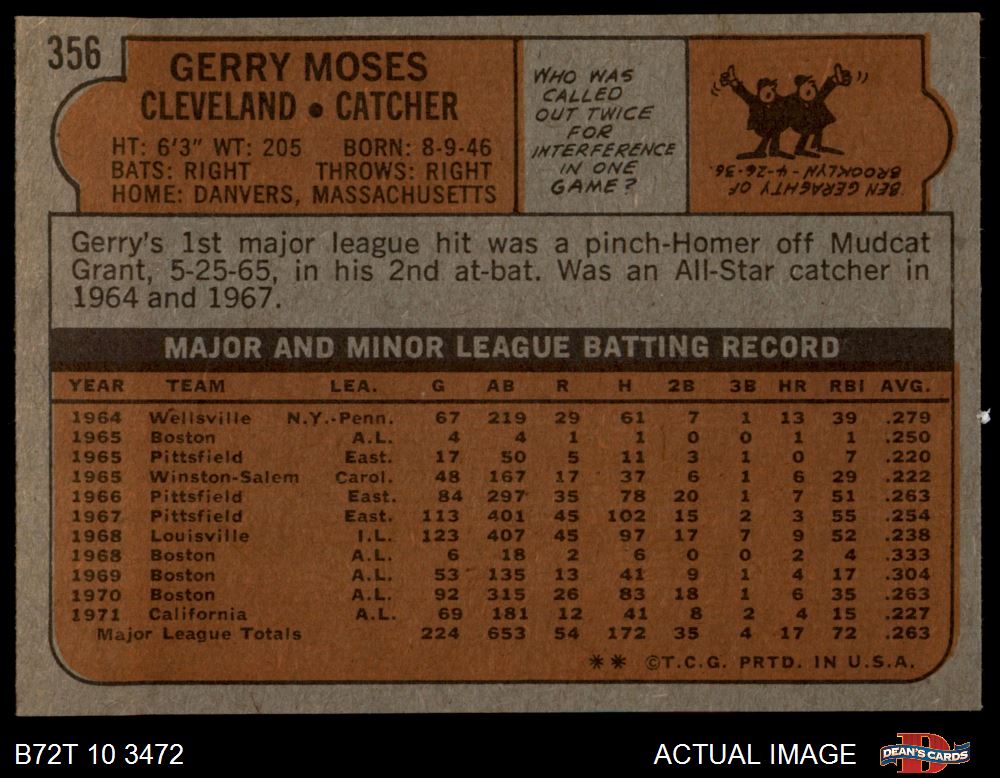 356
GERRY MOSES
CLEVELAND • CATCHER
HT: 6'3" WT: 205 BORN: 8-9-46
BATS: RIGHT THROWS: RIGHT
HOME: DANVERS, MASSACHUSETTS
WHO WAS
CALLED
OUT TWICE
FOR
INTERFERENCE
IN ONE
GAME?
BEN GERAGHTY OF
BROOKLYN - 4-26-36.
Gerry's 1st major league hit was a pinch-Homer off Mudcat
Grant, 5-25-65, in his 2nd at-bat. Was an All-Star catcher in
1964 and 1967.
MAJOR AND MINOR LEAGUE BATTING RECORD
YEAR TEAM LEA. G AB R H 2B 3B HR RBI AVG.
1964 Wellsville N.Y.-Penn. 67 219 29 61 7 1 13 39 .279
1965 Boston A.L. 4 4 1 1 0 0 1 1 .250
1965 Pittsfield East. 17 50 5 11 3 1 0 7 .220
1965 Winston-Salem Carol. 48 167 17 37 6 1 6 29 .222
1966 Pittsfield East. 84 297 35 78 20 1 7 51 .263
1967 Pittsfield East. 113 401 45 102 15 2 3 55 .254
1968 Louisville I.L. 123 407 45 97 17 7 9 52 .238
1968 Boston A.L. 6 18 2 6 0 0 2 4 .333
1969 Boston A.L. 53 135 13 41 9 1 4 17 .304
1970 Boston A.L. 92 315 26 83 18 1 6 35 .263
1971 California A.L. 69 181 12 41 8 2 4 15 .227
Major League Totals 224 653 54 172 35 4 17 72 .263
** ©T.C.G. PRTD. IN U.S.A.
B72T 10 3472
ACTUAL IMAGE
DEAN'S CARDS